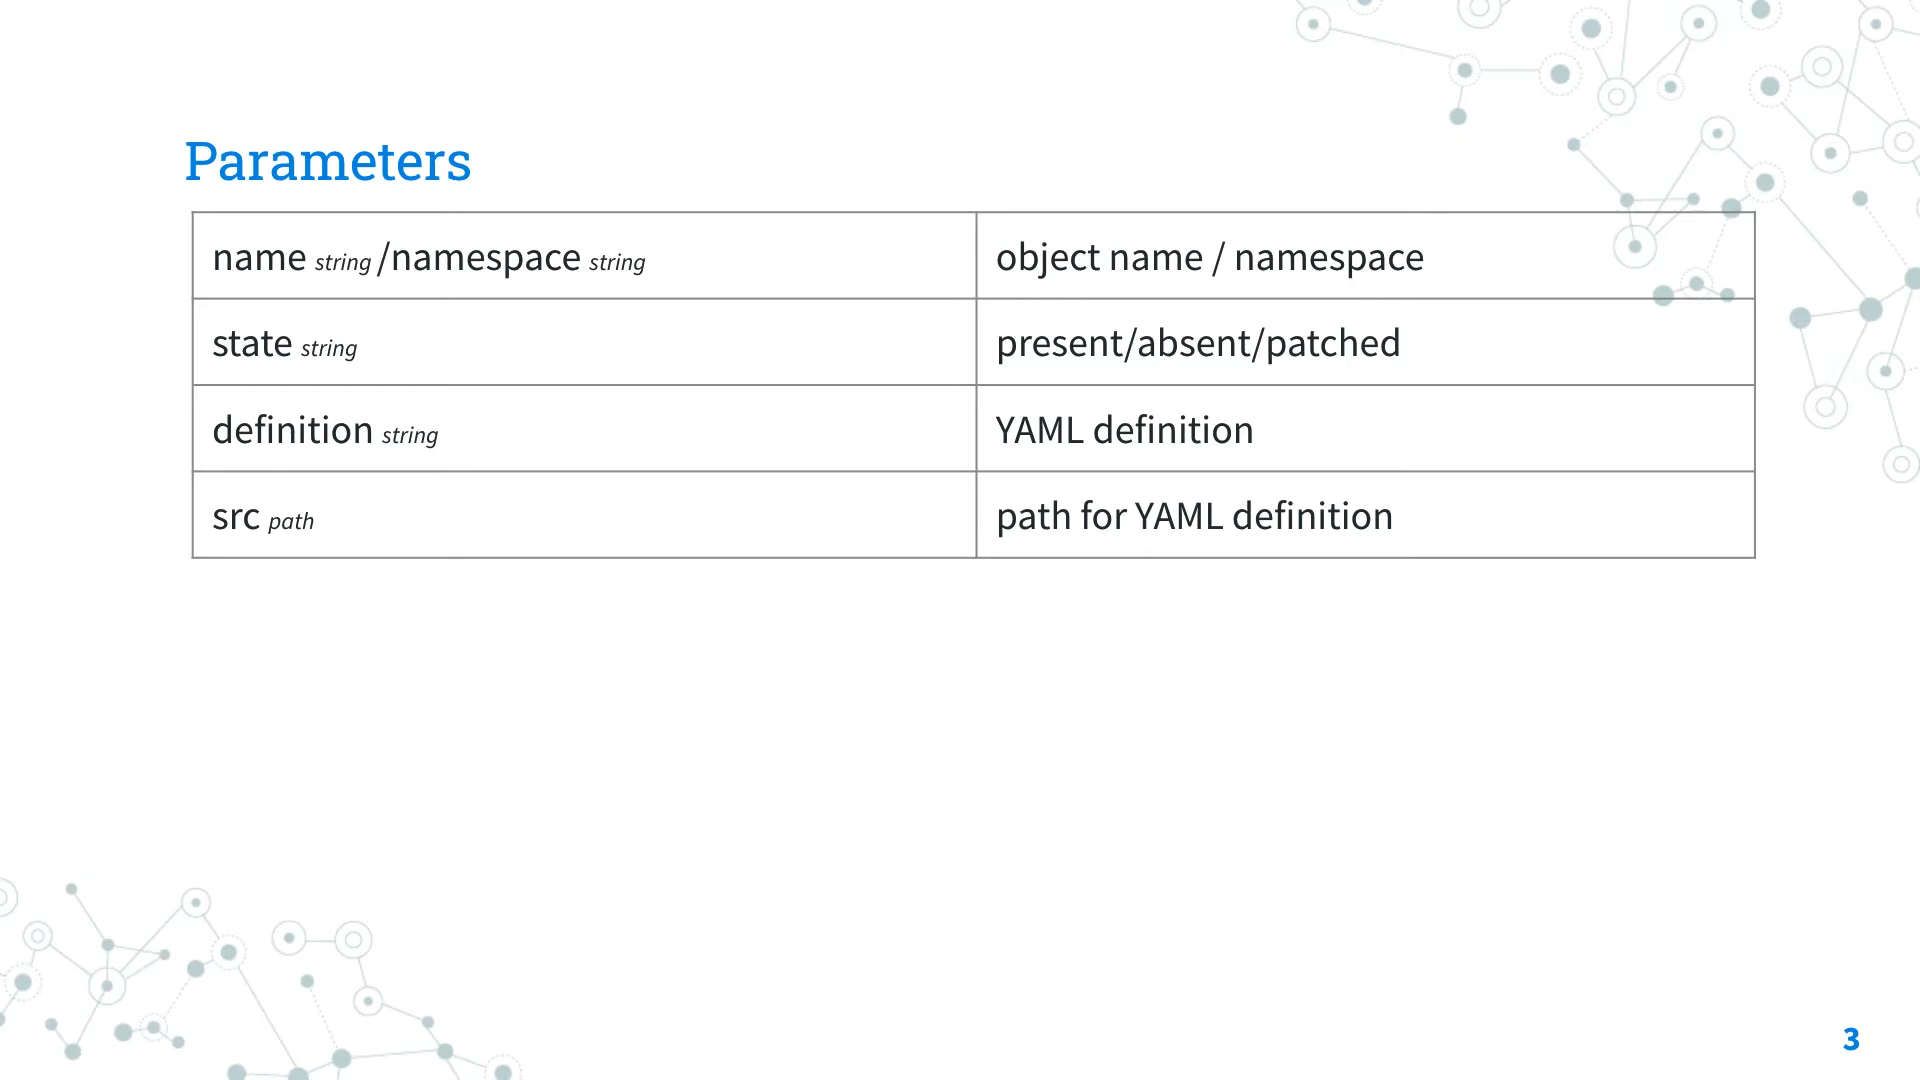 Parameters
name string /namespace string
object name / namespace
state string
present/absent/patched
definition string
YAML definition
src path
path for YAML definition
3